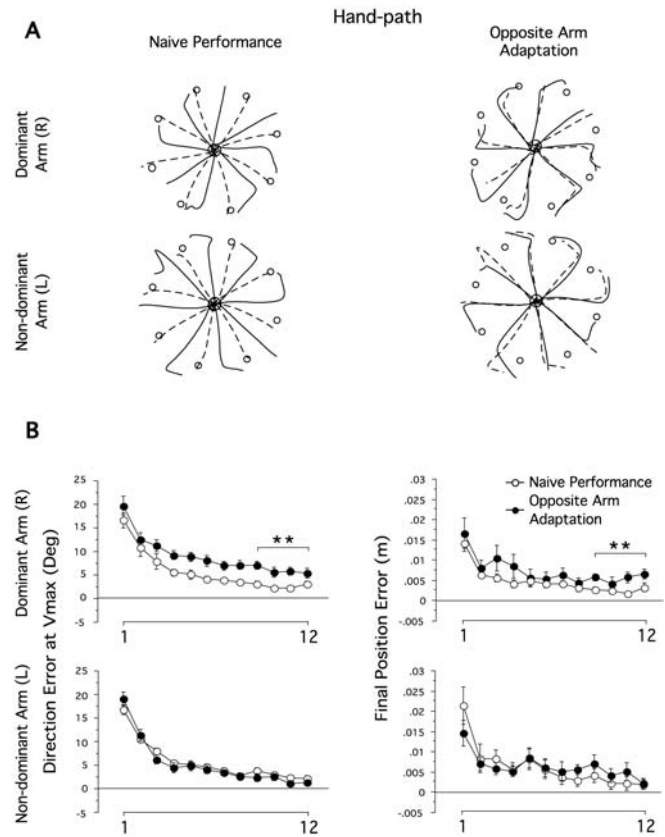 A
Hand-path
Naive Performance
Opposite Arm
Adaptation
Dominant
Arm (R)
Non-dominant
Arm (L)
B
Dominant Arm (R)
Non-dominant Arm (L)
Direction Error at Vmax (Deg)
25
20
15
10
5
0
-5
**
1
12
25
20
15
10
5
0
-5
1
12
Final Position Error (m)
.03
.025
.02
.015
.01
.005
0
-.005
Naive Performance
Opposite Arm
Adaptation
**
1
12
.03
.025
.02
.015
.01
.005
0
-.005
1
12